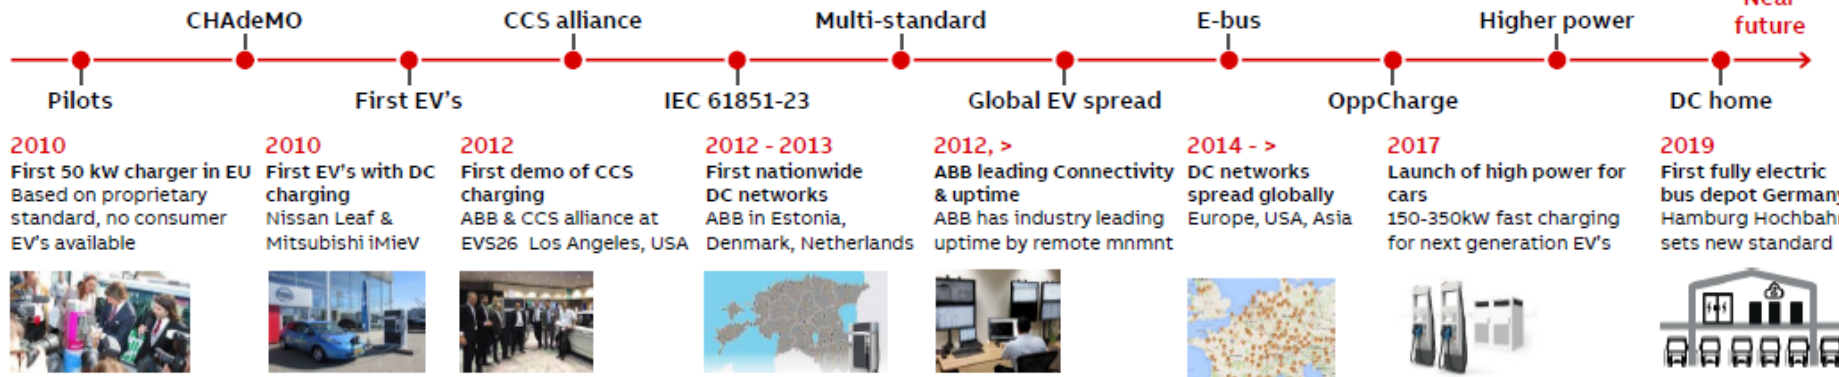 CHAdeMO
CCS alliance
Multi-standard
E-bus
Higher power
Near
future
Pilots
First EV's
IEC 61851-23
Global EV spread
OppCharge
DC home
2010
First 50 kW charger in EU
Based on proprietary
standard, no consumer
EV's available
2010
First EV's with DC
charging
Nissan Leaf &
Mitsubishi iMieV
2012
First demo of CCS
charging
ABB & CCS alliance at
EVS26 Los Angeles, USA
2012 - 2013
First nationwide
DC networks
ABB in Estonia,
Denmark, Netherlands
2012, >
ABB leading Connectivity
& uptime
ABB has industry leading
uptime by remote mnmnt
2014 - >
DC networks
spread globally
Europe, USA, Asia
2017
Launch of high power for
cars
150-350kW fast charging
for next generation EV's
2019
First fully electric
bus depot Germany
Hamburg Hochbahn
sets new standard